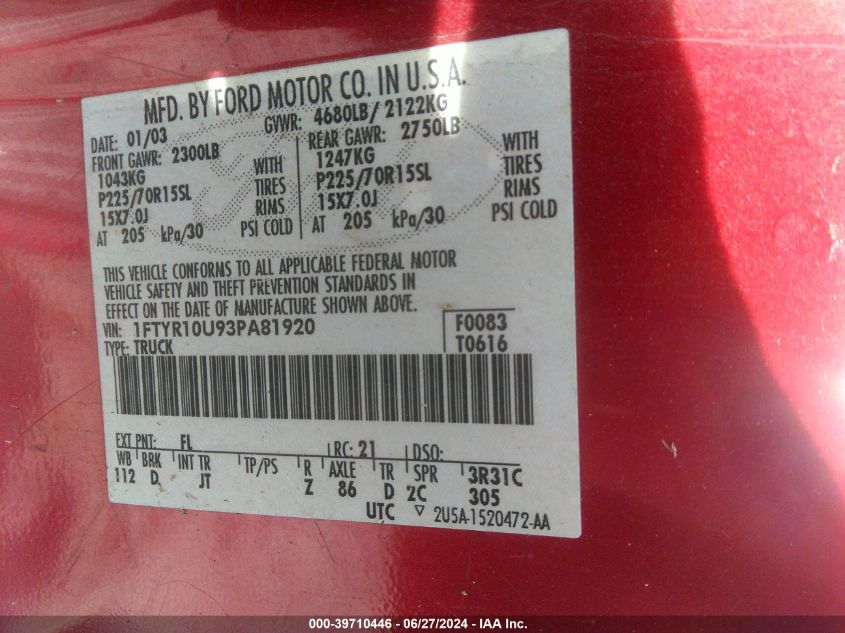 MFD. BY FORD MOTOR CO. IN U.S.A.
DATE: 01/03 GVWR: 4680LB/ 2122KG
FRONT GAWR: 2300LB REAR GAWR: 2750LB
1043KG WITH 1247KG WITH
P225/70R15SL TIRES P225/70R15SL TIRES
15X7.0J RIMS 15X7.0J RIMS
AT 205 kPa/30 PSI COLD AT 205 kPa/30 PSI COLD
THIS VEHICLE CONFORMS TO ALL APPLICABLE FEDERAL MOTOR
VEHICLE SAFETY AND THEFT PREVENTION STANDARDS IN
EFFECT ON THE DATE OF MANUFACTURE SHOWN ABOVE.
VIN: 1FTYR10U93PA81920 F0083
TYPE: TRUCK T0616
EXT PNT: FL RC: 21 DSO:
WB BRK INT TR TP/PS R AXLE TR SPR 3R31C
112 D JT Z 86 D 2C 305
UTC ▽ 2U5A-1520472-AA
000-39710446 - 06/27/2024 - IAA Inc.